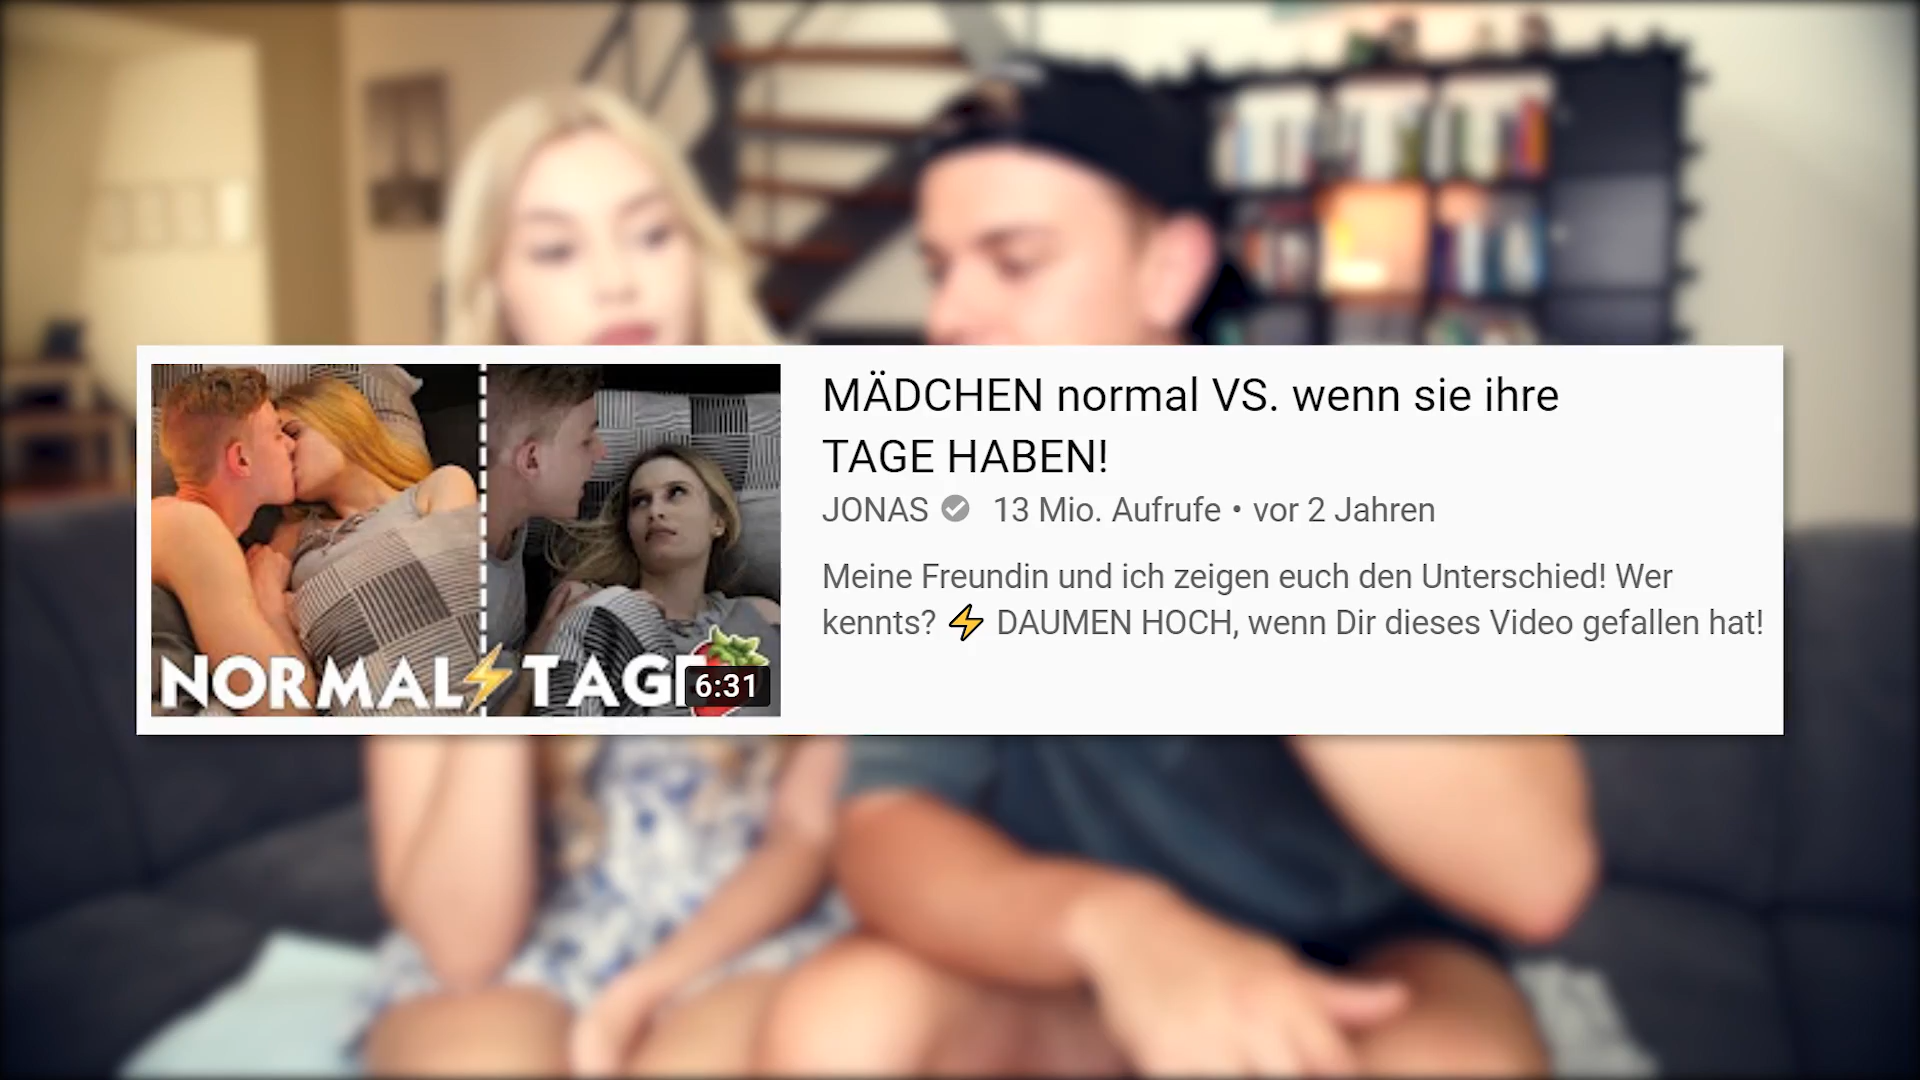 MÄDCHEN normal VS. wenn sie ihre
TAGE HABEN!
JONAS 13 Mio. Aufrufe • vor 2 Jahren
Meine Freundin und ich zeigen euch den Unterschied! Wer
kennts? ⚡ DAUMEN HOCH, wenn Dir dieses Video gefallen hat!
NORMAL⚡TAGE
6:31